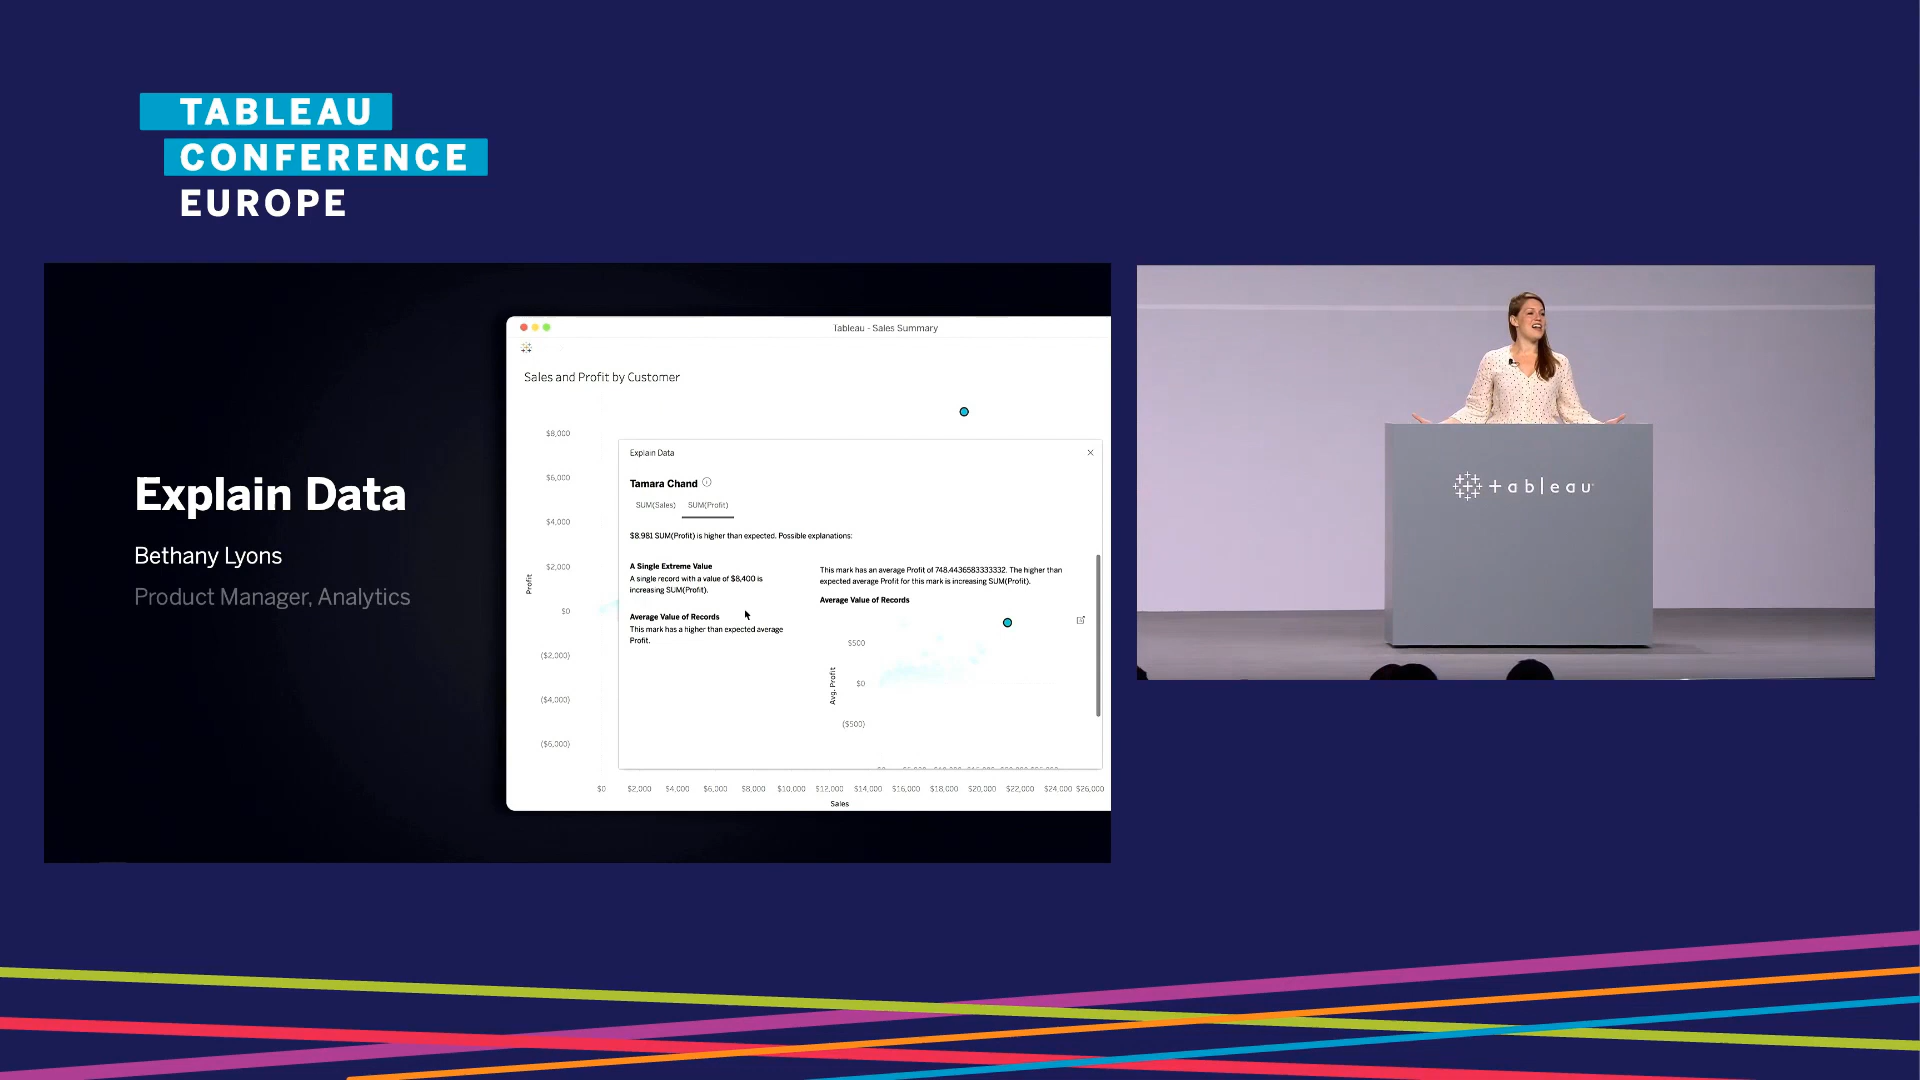 TABLEAU
CONFERENCE
EUROPE
Explain Data
Bethany Lyons
Product Manager, Analytics
Tableau - Sales Summary
Sales and Profit by Customer
$8,000
$6,000
$4,000
$2,000
$0
($2,000)
($4,000)
($6,000)
Profit
Explain Data
Tamara Chand
SUM(Sales) SUM(Profit)
$8,981 SUM(Profit) is higher than expected. Possible explanations:
A Single Extreme Value
A single record with a value of $8,400 is
increasing SUM(Profit).
Average Value of Records
This mark has a higher than expected average
Profit.
This mark has an average Profit of 748.4436583333332. The higher than
expected average Profit for this mark is increasing SUM(Profit).
Average Value of Records
$500
$0
($500)
Avg. Profit
$0 $2,000 $4,000 $6,000 $8,000 $10,000 $12,000 $14,000 $16,000 $18,000 $20,000 $22,000 $24,000 $26,000
Sales
+ableau